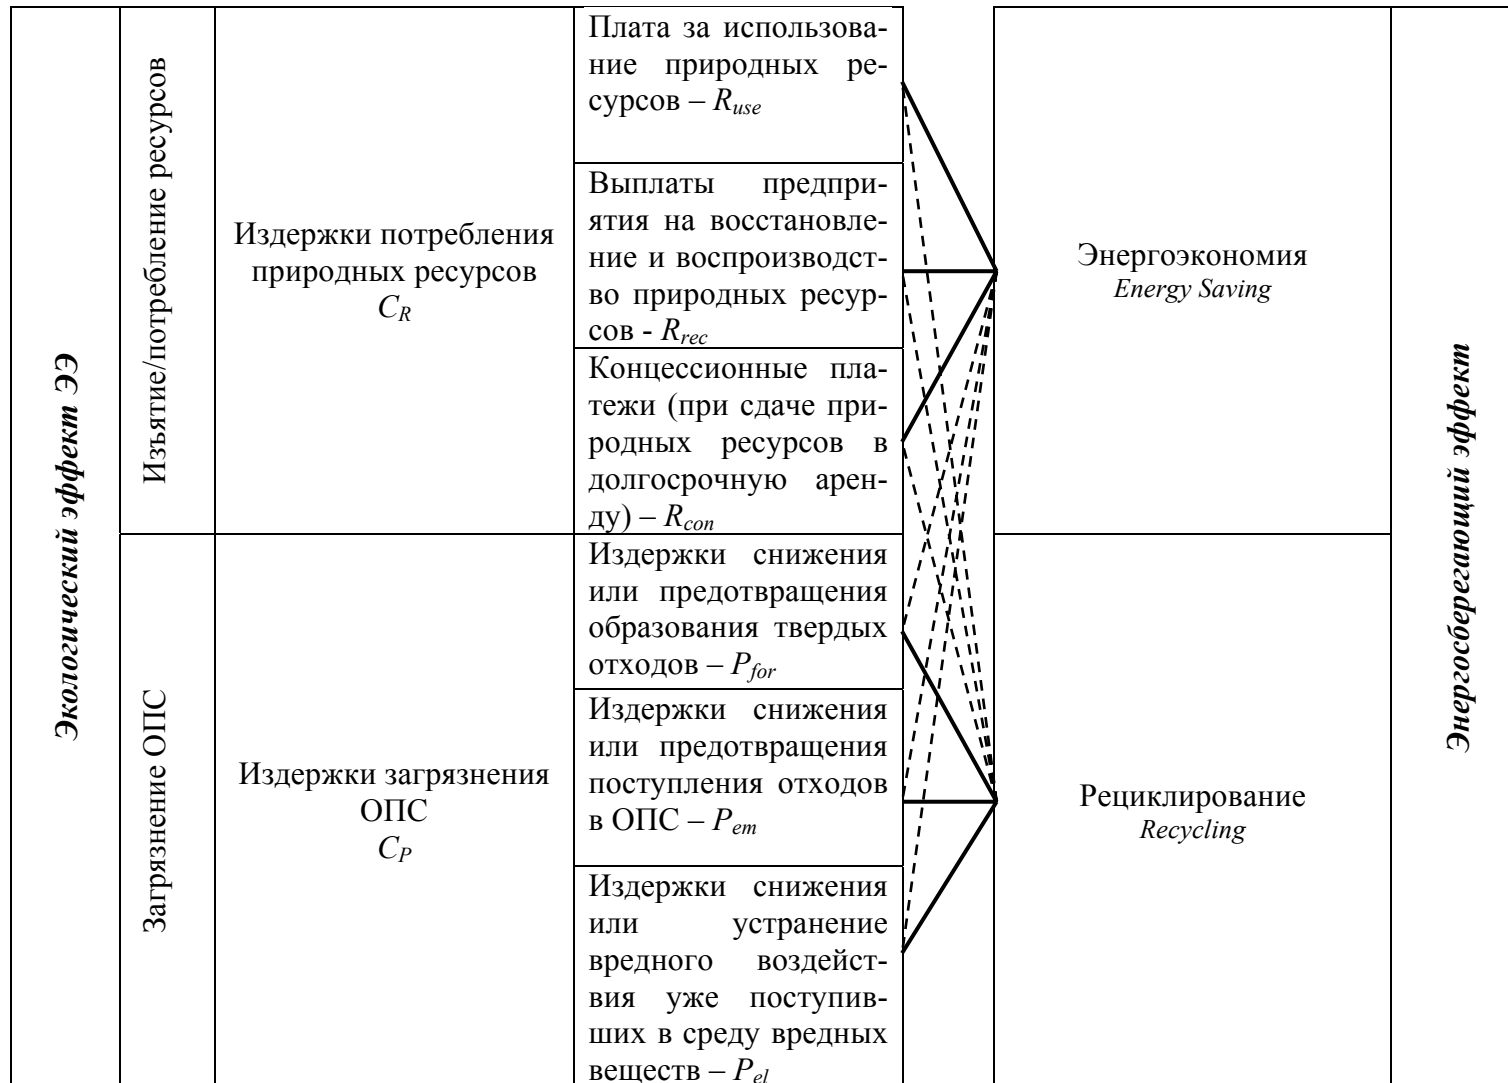 Экологический эффект ЭЭ
Изъятие/потребление ресурсов
Издержки потребления
природных ресурсов
C_R
Плата за использова-
ние природных ре-
сурсов – R_use
Выплаты предпри-
ятия на восстановле-
ние и воспроизводст-
во природных ресур-
сов - R_rec
Концессионные пла-
тежи (при сдаче при-
родных ресурсов в
долгосрочную арен-
ду) – R_con
Загрязнение ОПС
Издержки загрязнения
ОПС
C_P
Издержки снижения
или предотвращения
образования твердых
отходов – P_for
Издержки снижения
или предотвращения
поступления отходов
в ОПС – P_em
Издержки снижения
или устранение
вредного воздейст-
вия уже поступив-
ших в среду вредных
веществ – P_el
Энергоэкономия
Energy Saving
Рециклирование
Recycling
Энергосберегающий эффект